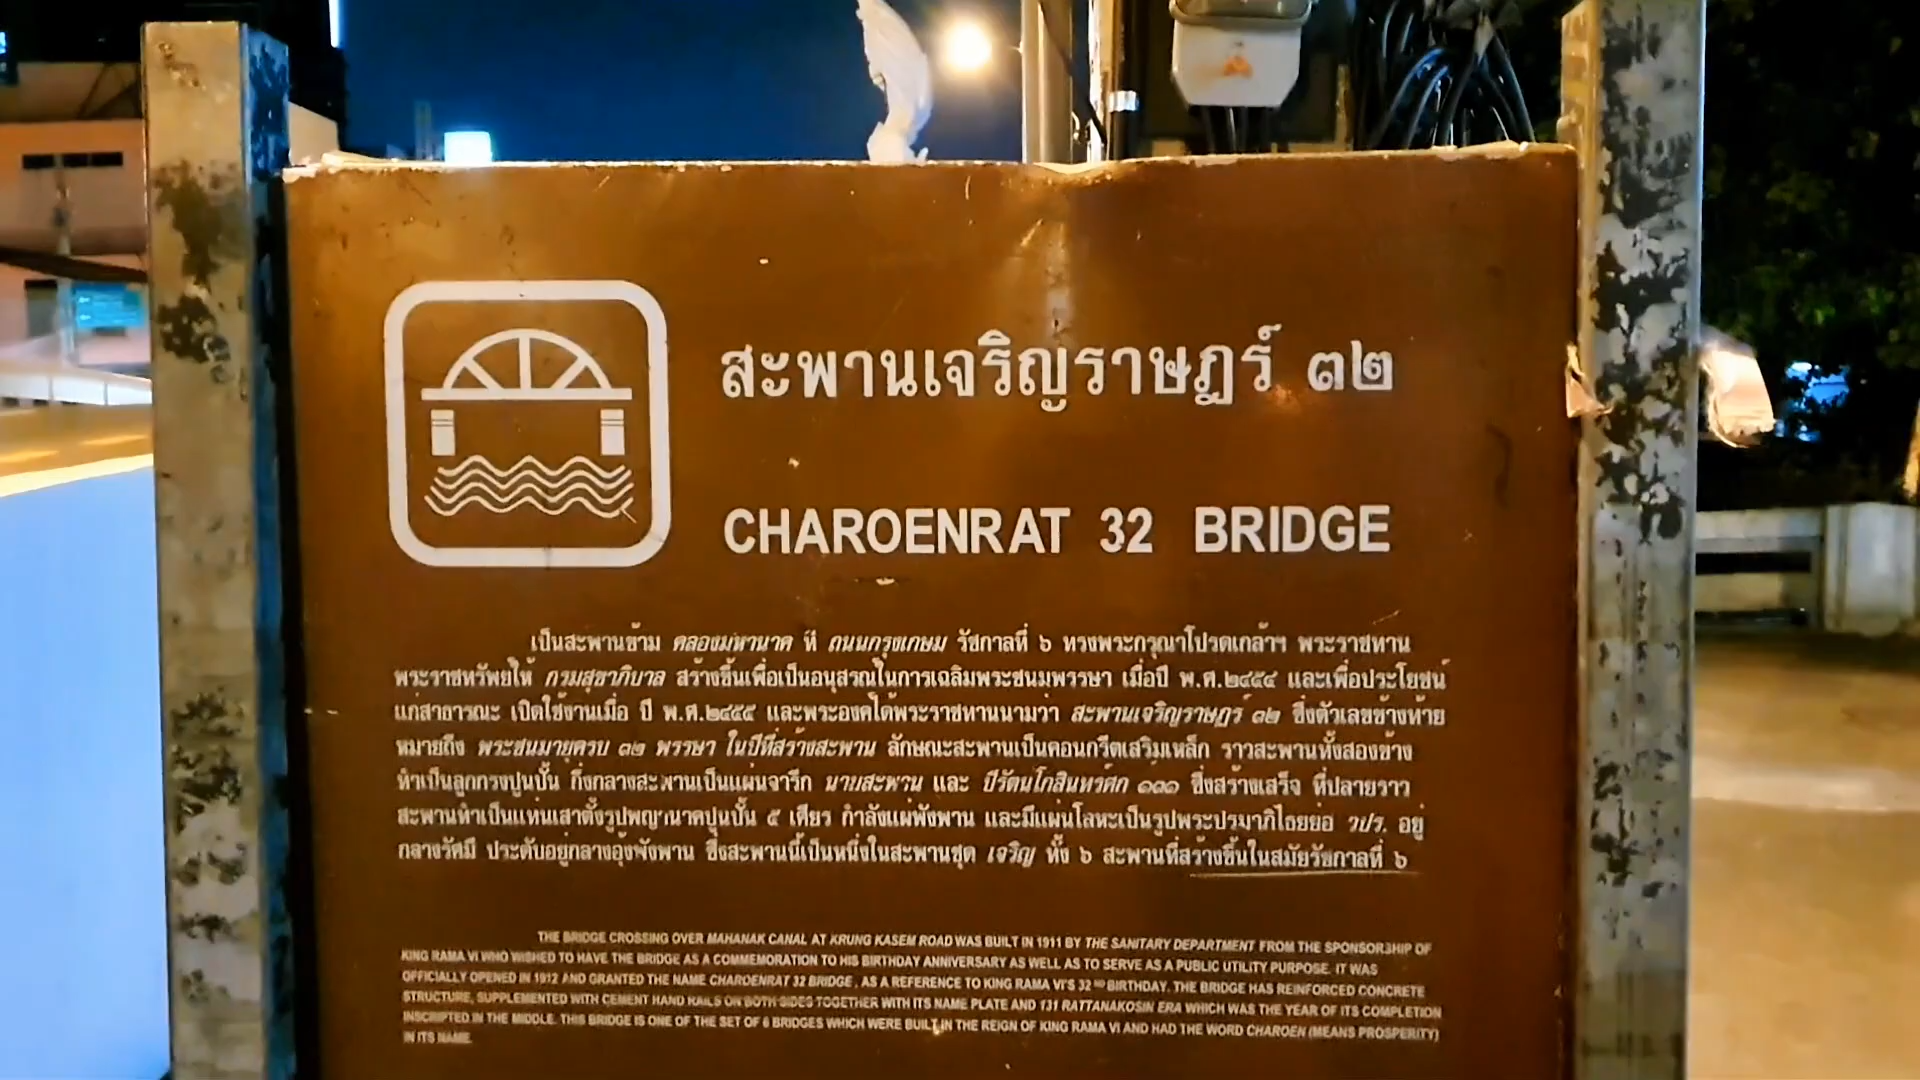 สะพานเจริญราษฎร์ ๓๒
CHAROENRAT 32 BRIDGE
เป็นสะพานข้าม คลองมหานาค ที่ ถนนกรุงเกษม รัชกาลที่ ๖ ทรงพระกรุณาโปรดเกล้าฯ พระราชทาน
พระราชทรัพย์ให้ กรมสุขาภิบาล สร้างขึ้นเพื่อเป็นอนุสรณ์ในการเฉลิมพระชนมพรรษา เมื่อปี พ.ศ.๒๔๕๔ และเพื่อประโยชน์
แก่สาธารณะ เปิดใช้งานเมื่อ ปี พ.ศ.๒๔๕๕ และพระองค์ได้พระราชทานนามว่า สะพานเจริญราษฎร์ ๓๒ ซึ่งตัวเลขข้างท้าย
หมายถึง พระชนมายุครบ ๓๒ พรรษา ในปีที่สร้างสะพาน ลักษณะสะพานเป็นคอนกรีตเสริมเหล็ก ราวสะพานทั้งสองข้าง
ทำเป็นลูกกรงปูนปั้น กึ่งกลางสะพานเป็นแผ่นจารึก นามสะพาน และ ปีรัตนโกสินทร์ศก ๑๓๑ ซึ่งสร้างเสร็จ ที่ปลายราว
สะพานทำเป็นแท่นเสาตั้งรูปพญานาคปูนปั้น ๕ เศียร กำลังแผ่พังพาน และมีแผ่นโลหะเป็นรูปพระปรมาภิไธยย่อ วปร. อยู่
กลางรัศมี ประดับอยู่กลางอุ้งพังพาน ซึ่งสะพานนี้เป็นหนึ่งในสะพานชุด เจริญ ทั้ง ๖ สะพานที่สร้างขึ้นในสมัยรัชกาลที่ ๖
THE BRIDGE CROSSING OVER MAHANAK CANAL AT KRUNG KASEM ROAD WAS BUILT IN 1911 BY THE SANITARY DEPARTMENT FROM THE SPONSORSHIP OF
KING RAMA VI WHO WISHED TO HAVE THE BRIDGE AS A COMMEMORATION TO HIS BIRTHDAY ANNIVERSARY AS WELL AS TO SERVE AS A PUBLIC UTILITY PURPOSE. IT WAS
OFFICIALLY OPENED IN 1912 AND GRANTED THE NAME CHAROENRAT 32 BRIDGE, AS A REFERENCE TO KING RAMA VI'S 32 ND BIRTHDAY. THE BRIDGE HAS REINFORCED CONCRETE
STRUCTURE, SUPPLEMENTED WITH CEMENT HAND RAILS ON BOTH SIDES TOGETHER WITH ITS NAME PLATE AND 131 RATTANAKOSIN ERA WHICH WAS THE YEAR OF ITS COMPLETION
INSCRIPTED IN THE MIDDLE. THIS BRIDGE IS ONE OF THE SET OF 6 BRIDGES WHICH WERE BUILT IN THE REIGN OF KING RAMA VI AND HAD THE WORD CHAROEN (MEANS PROSPERITY)
IN ITS NAME.